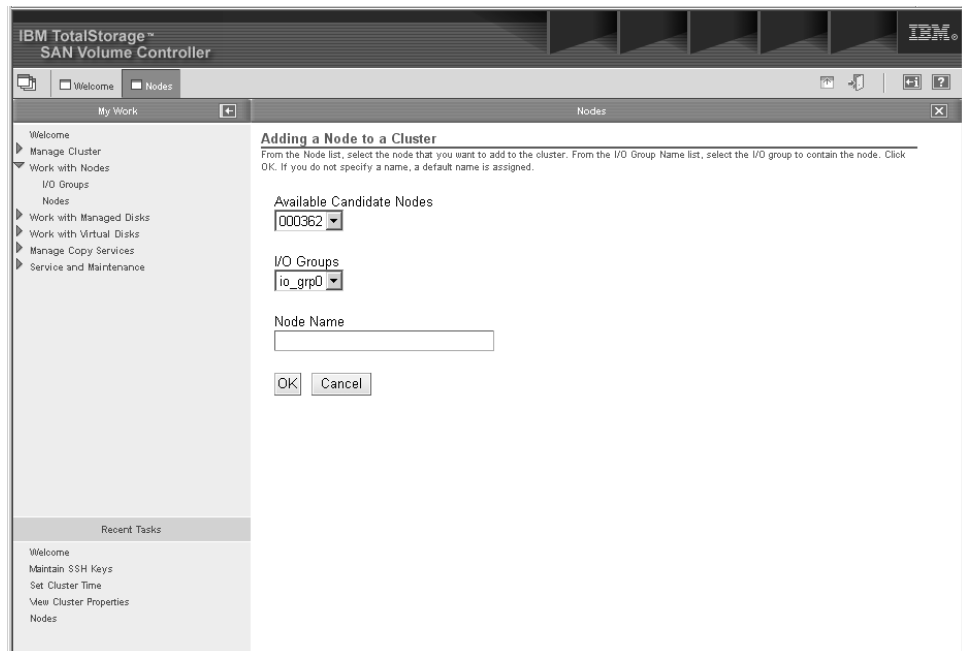 IBM TotalStorage™
SAN Volume Controller
IBM®
Welcome
Nodes
My Work
Nodes
Welcome
Manage Cluster
Work with Nodes
I/O Groups
Nodes
Work with Managed Disks
Work with Virtual Disks
Manage Copy Services
Service and Maintenance
Recent Tasks
Welcome
Maintain SSH Keys
Set Cluster Time
View Cluster Properties
Nodes
Adding a Node to a Cluster
From the Node list, select the node that you want to add to the cluster. From the I/O Group Name list, select the I/O group to contain the node. Click
OK. If you do not specify a name, a default name is assigned.
Available Candidate Nodes
000362
I/O Groups
io_grp0
Node Name
OK Cancel